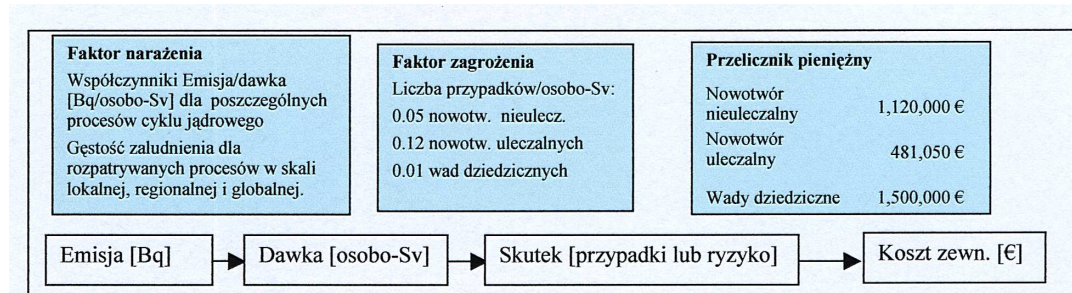 Faktor narażenia
Współczynniki Emisja/dawka
[Bq/osobo-Sv] dla poszczególnych
procesów cyklu jądrowego
Gęstość zaludnienia dla
rozpatrywanych procesów w skali
lokalnej, regionalnej i globalnej.
Faktor zagrożenia
Liczba przypadków/osobo-Sv:
0.05 nowotw. nieulecz.
0.12 nowotw. uleczalnych
0.01 wad dziedzicznych
Przelicznik pieniężny
Nowotwór
nieuleczalny 1,120,000 €
Nowotwór
uleczalny 481,050 €
Wady dziedziczne 1,500,000 €
Emisja [Bq]
Dawka [osobo-Sv]
Skutek [przypadki lub ryzyko]
Koszt zewn. [€]